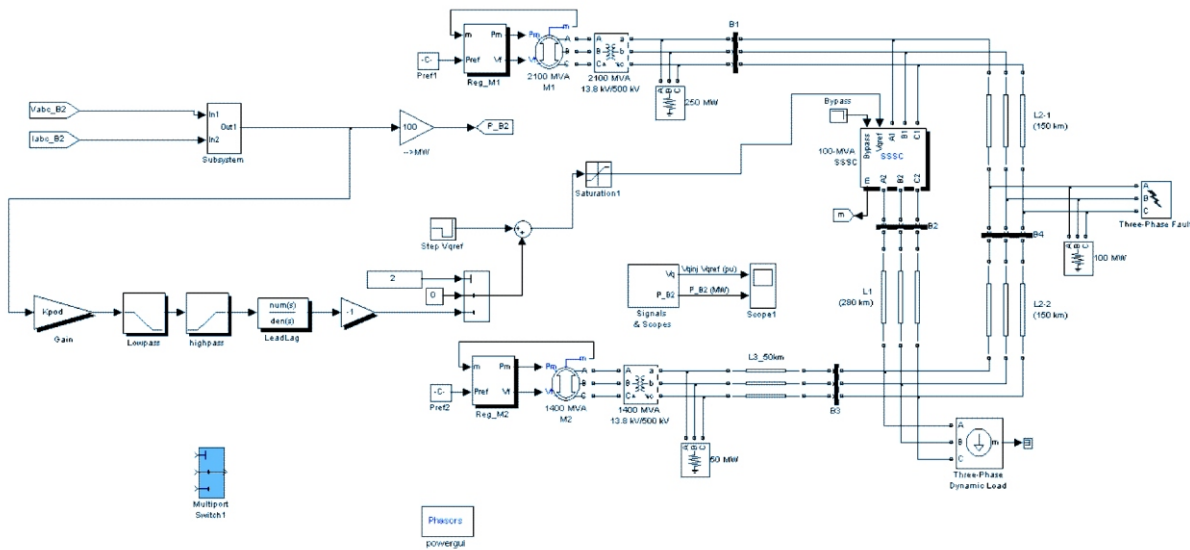 m
Pref
Pm
Vf
Reg_M1
-C-
Pref1
Pm
m
A
B
C
2100 MVA
M1
A
B
C
a
b
c
2100 MVA
13.8 kV/500 kV
A B C
250 MW
B1
Vabc_B2
Iabc_B2
In1
In2
Out1
Subsystem
100
-->MW
P_B2
Saturation1
Step Vqref
Bypass
Bypass
Vqref
A1
B1
C1
100-MVA
SSSC
SSSC
m
A2
B2
C2
m
B2
L2-1
(150 km)
A
B
C
Three-Phase Fault
A B C
100 MW
B4
L1
(280 km)
L2-2
(150 km)
2
0
Kpod
Gain
Lowpass
highpass
num(s)
den(s)
LeadLag
-1
Vq
P_B2
Signals
& Scopes
Vqinj Vqref (pu)
P_B2 (MW)
Scope1
m
Pref
Pm
Vf
Reg_M2
-C-
Pref2
Pm
m
A
B
C
1400 MVA
M2
A
B
C
a
b
c
1400 MVA
13.8 kV/500 kV
L3_50km
A B C
50 MW
B3
A
B
C
m
Three-Phase
Dynamic Load
Multiport
Switch1
Phasors
powergui